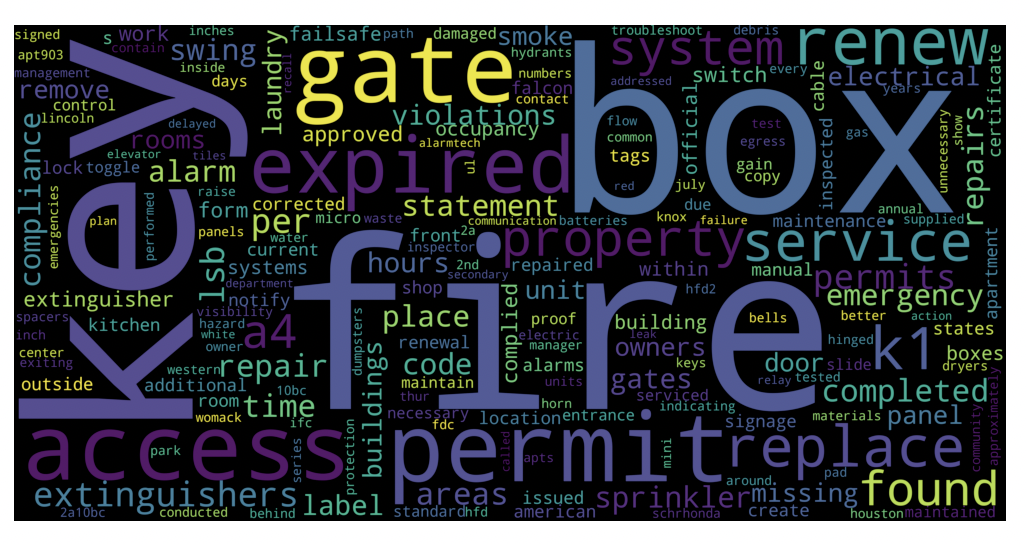 signed
work
inches
failsafe
path
damaged
smoke
troubleshoot
debris
renew
apt903
s
swing
inside
laundry
gate
hydrants
system
management
remove
days
recall
numbers
falcon
contact
addressed
switch
every
cable
electrical
years
certificate
control
lincoln
rooms
delayed
approved
violations
occupancy
official
flow
common
test
egress
box
inspected
gas
unnecessary
show
repairs
compliance
lock
toggle
elevator
tiles
alarm
key
alarmtech
ul
expired
tags
red
gain
copy
july
due
emergencies
plan
performed
raise
form
corrected
per
micro
waste
statement
communication
batteries
knox
failure
maintenance
annual
supplied
panels
water
current
lsb
front
2a
inspector
property
service
apartment
extinguisher
systems
notify
department
visibility
hours
2nd
secondary
repaired
within
manual
permits
emergency
spacers
kitchen
hazard
white
owner
a4
shop
fire
unit
proof
hfd2
building
bells
better
action
states
inch
center
exiting
western
repair
place
renewal
code
complied
electric
manager
alarms
leak
owners
keys
door
hinged
slide
k1
boxes
dryers
outside
additional
room
10bc
dumpsters
buildings
maintain
units
gates
serviced
relay
tested
completed
womack
ifc
time
necessary
thur
fdc
horn
location
entrance
indicating
signage
materials
panel
community
approximately
access
park
series
protection
permit
called
apts
mini
replace
around
pad
found
extinguishers
label
areas
issued
sprinkler
missing
2a10bc
conducted
behind
standard
hfd
american
schrhonda
create
houston
maintained